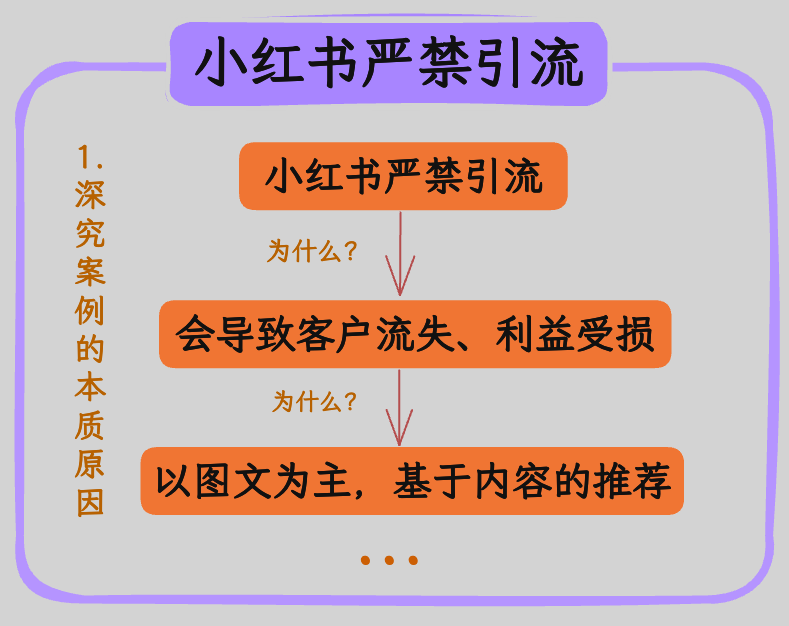 小红书严禁引流
1.深究案例的本质原因
小红书严禁引流
为什么?
会导致客户流失、利益受损
为什么?
以图文为主，基于内容的推荐
...